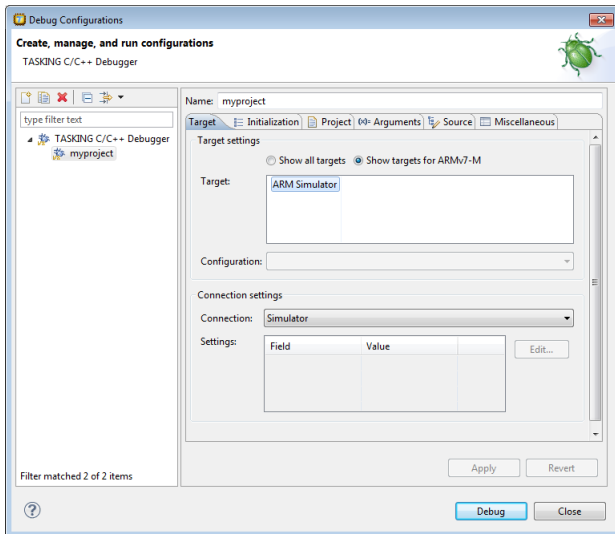 Debug Configurations
Create, manage, and run configurations
TASKING C/C++ Debugger
type filter text
TASKING C/C++ Debugger
myproject
Filter matched 2 of 2 items
Name: myproject
Target Initialization Project (x)= Arguments Source Miscellaneous
Target settings
Show all targets Show targets for ARMv7-M
Target: ARM Simulator
Configuration:
Connection settings
Connection: Simulator
Settings: Field Value Edit...
Apply Revert
? Debug Close